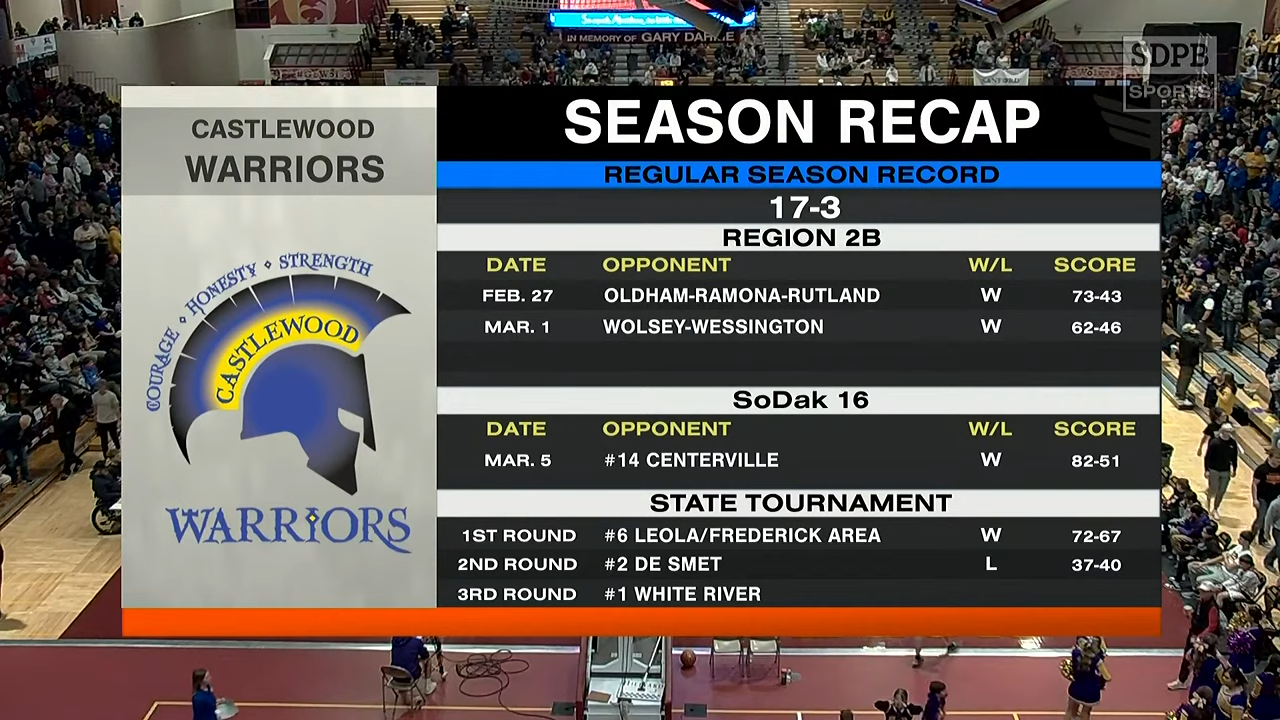 IN MEMORY OF GARY DAHKIE
SDPB
SPORTS
CASTLEWOOD
WARRIORS
COURAGE • HONESTY • STRENGTH
CASTLEWOOD
WARRIORS
SEASON RECAP
REGULAR SEASON RECORD
17-3
REGION 2B
DATE OPPONENT W/L SCORE
FEB. 27 OLDHAM-RAMONA-RUTLAND W 73-43
MAR. 1 WOLSEY-WESSINGTON W 62-46
SoDak 16
DATE OPPONENT W/L SCORE
MAR. 5 #14 CENTERVILLE W 82-51
STATE TOURNAMENT
1ST ROUND #6 LEOLA/FREDERICK AREA W 72-67
2ND ROUND #2 DE SMET L 37-40
3RD ROUND #1 WHITE RIVER